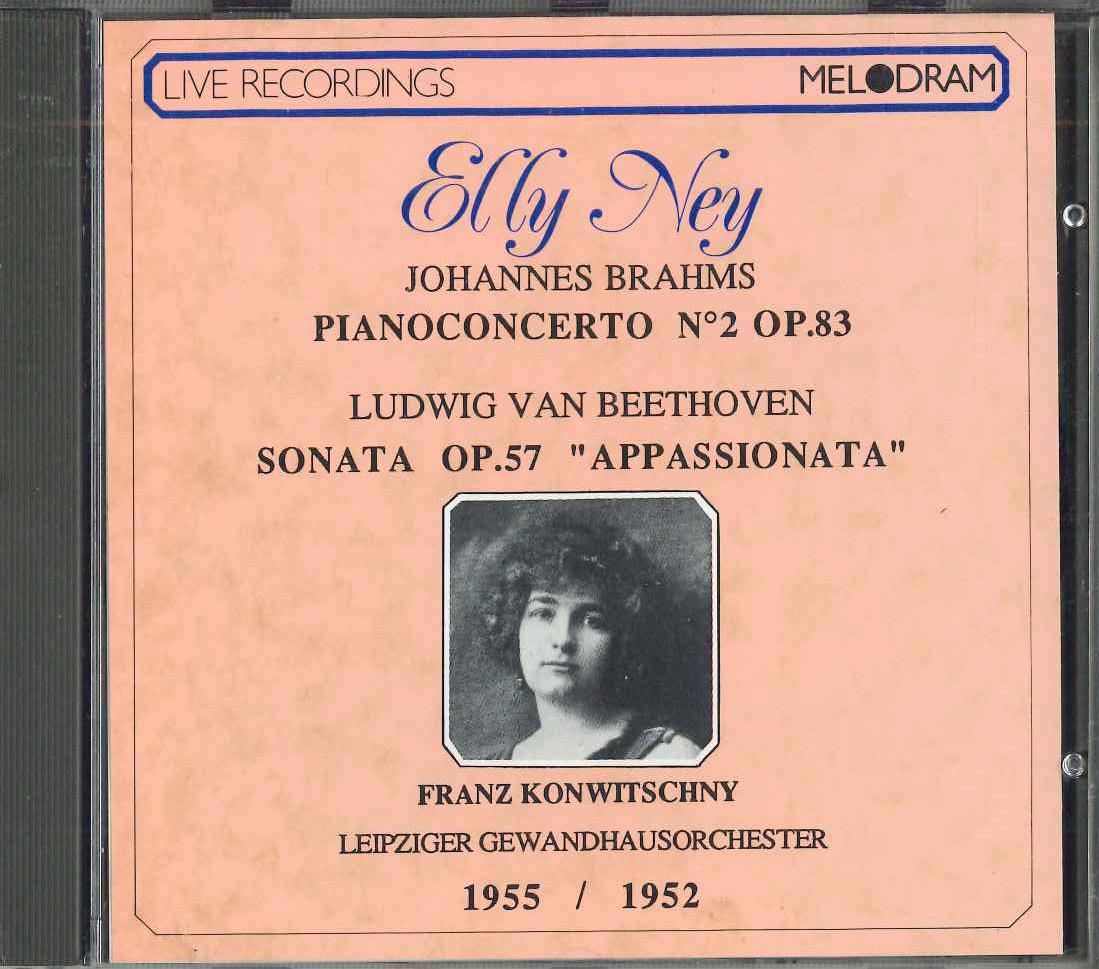 LIVE RECORDINGS MELODRAM
Elly Ney
JOHANNES BRAHMS
PIANOCONCERTO N°2 OP.83
LUDWIG VAN BEETHOVEN
SONATA OP.57 "APPASSIONATA"
FRANZ KONWITSCHNY
LEIPZIGER GEWANDHAUSORCHESTER
1955 / 1952